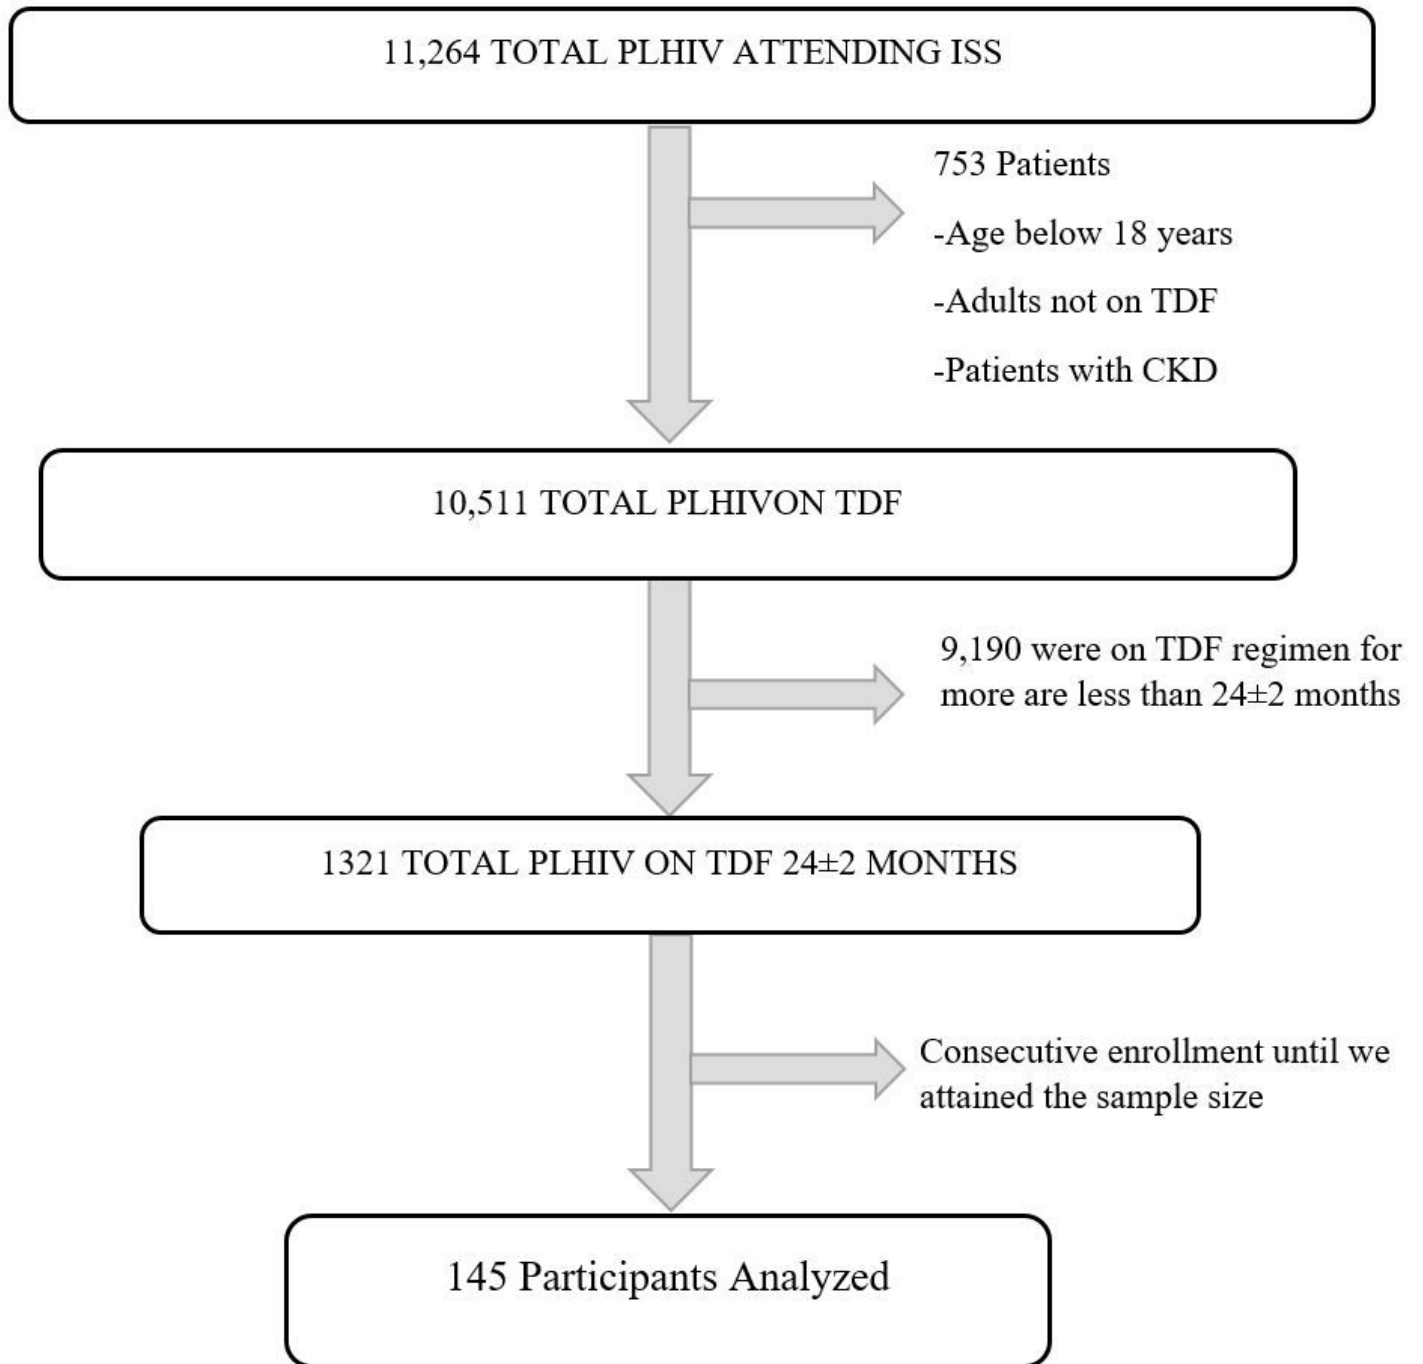 11,264 TOTAL PLHIV ATTENDING ISS
753 Patients
-Age below 18 years
-Adults not on TDF
-Patients with CKD
10,511 TOTAL PLHIVON TDF
9,190 were on TDF regimen for
more are less than 24±2 months
1321 TOTAL PLHIV ON TDF 24±2 MONTHS
Consecutive enrollment until we
attained the sample size
145 Participants Analyzed